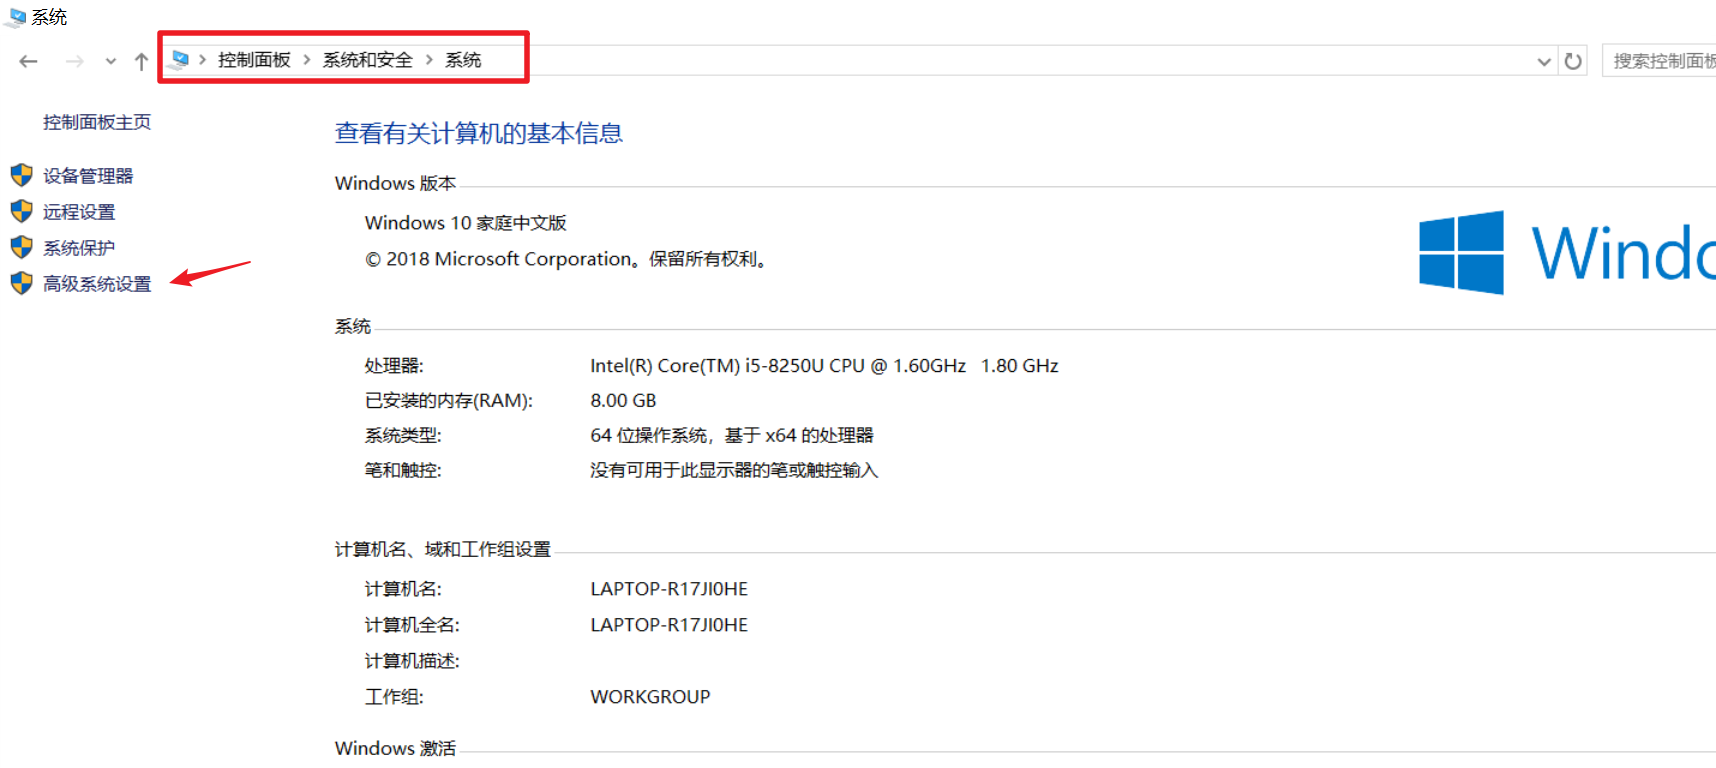 系统
控制面板 系统和安全 系统
搜索控制面板
控制面板主页
设备管理器
远程设置
系统保护
高级系统设置
查看有关计算机的基本信息
Windows 版本
Windows 10 家庭中文版
© 2018 Microsoft Corporation。保留所有权利。
Windo
系统
处理器: Intel(R) Core(TM) i5-8250U CPU @ 1.60GHz 1.80 GHz
已安装的内存(RAM): 8.00 GB
系统类型: 64 位操作系统，基于 x64 的处理器
笔和触控: 没有可用于此显示器的笔或触控输入
计算机名、域和工作组设置
计算机名: LAPTOP-R17JI0HE
计算机全名: LAPTOP-R17JI0HE
计算机描述:
工作组: WORKGROUP
Windows 激活